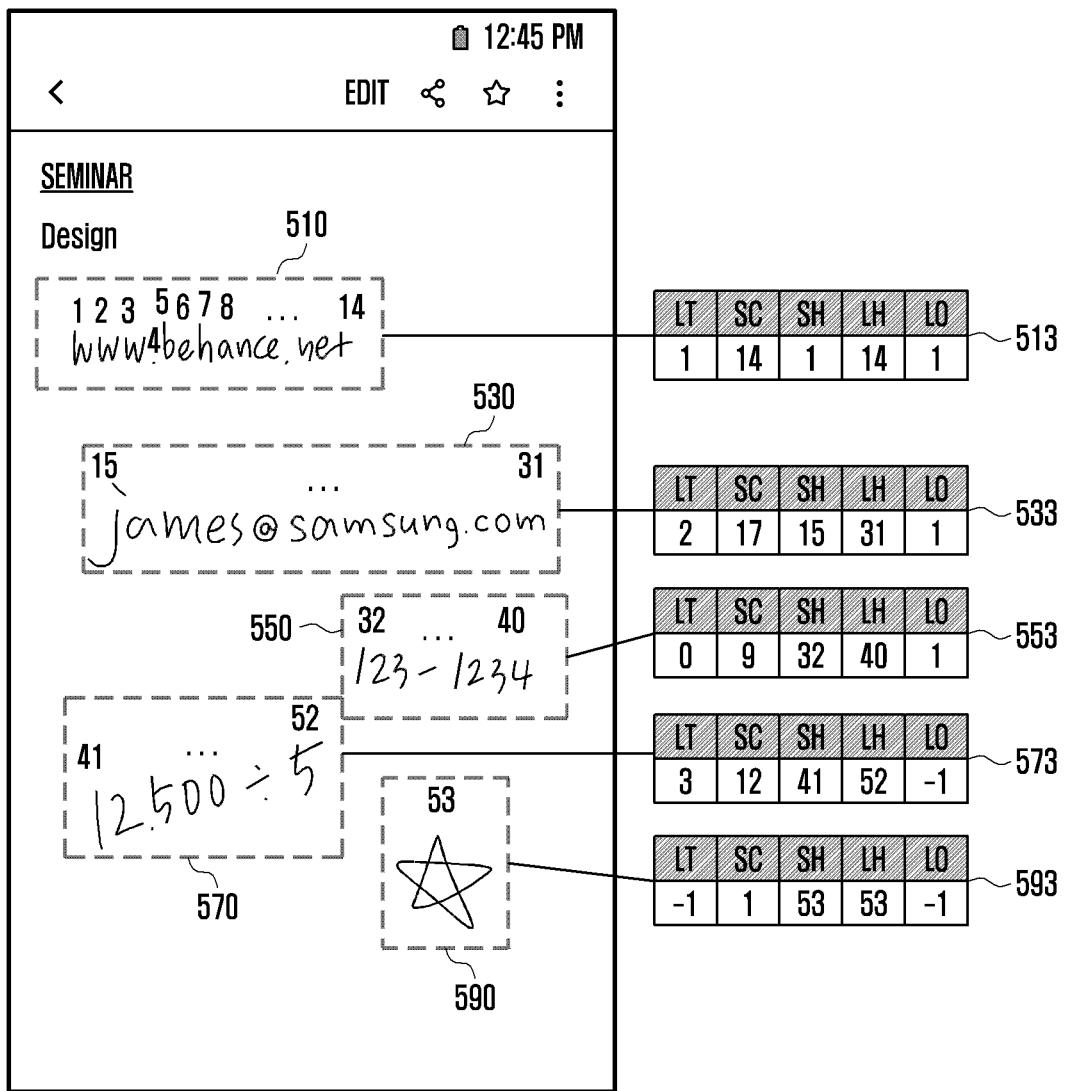 12:45 PM
EDIT
SEMINAR
Design
510
1 2 3 4 5 6 7 8 ... 14
www.behance.net
LT SC SH LH LO
1 14 1 14 1
513
530
15 ... 31
james@samsung.com
LT SC SH LH LO
2 17 15 31 1
533
550
32 ... 40
123-1234
LT SC SH LH LO
0 9 32 40 1
553
41 ... 52
12.500÷5
570
LT SC SH LH LO
3 12 41 52 -1
573
53
590
LT SC SH LH LO
-1 1 53 53 -1
593